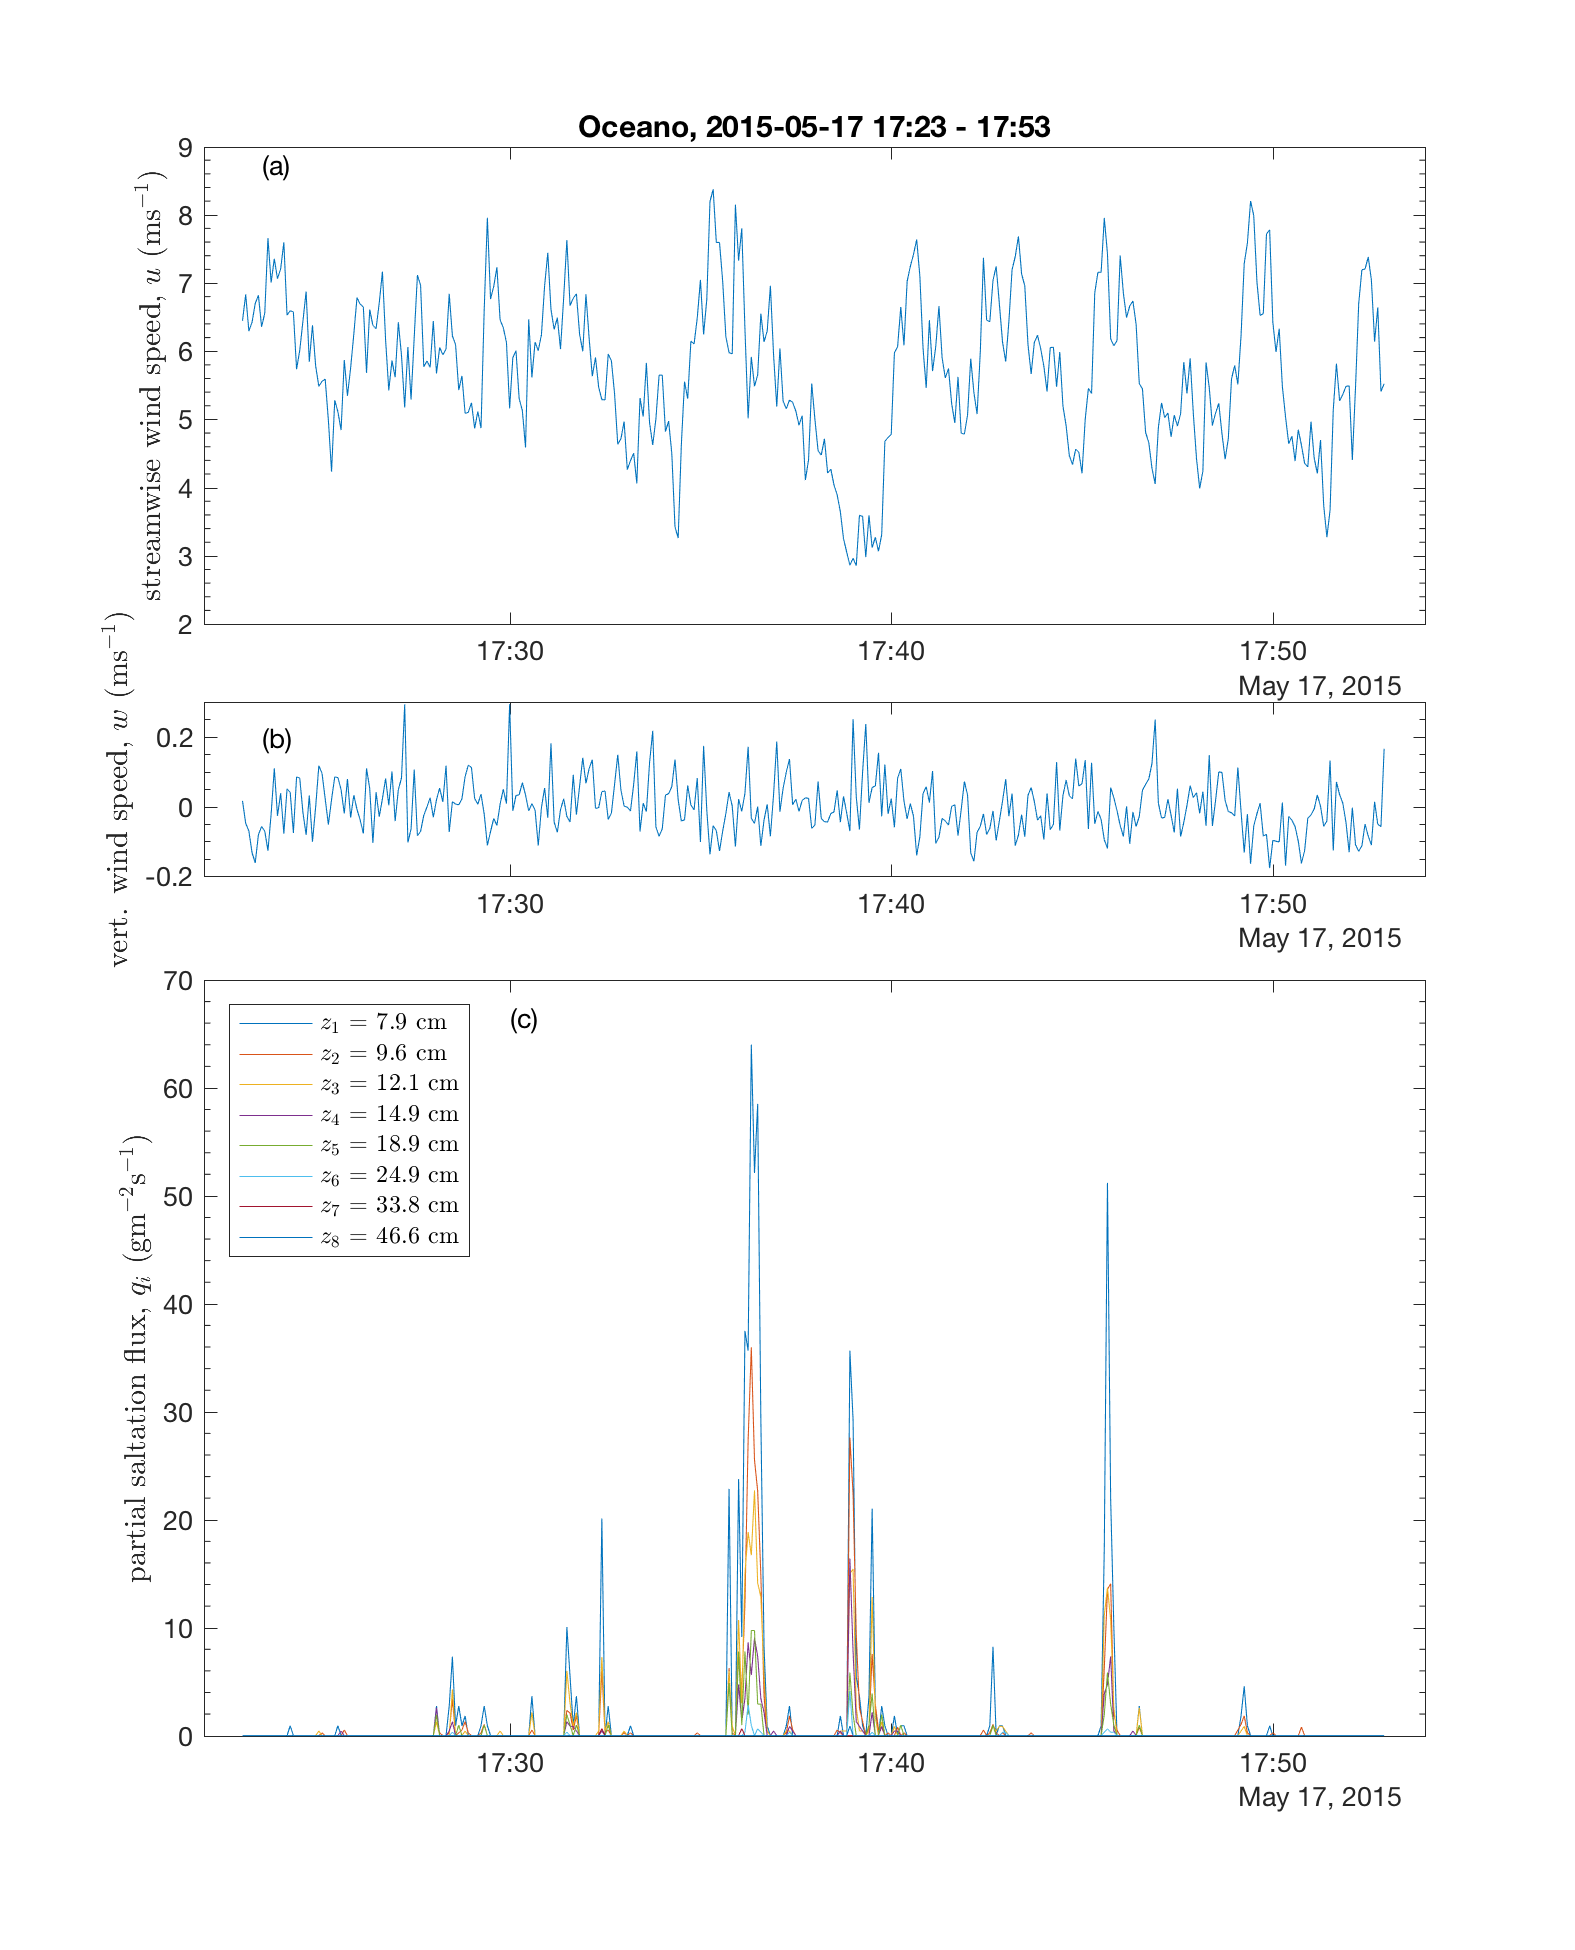 Oceano, 2015-05-17 17:23 - 17:53
(a)
streamwise wind speed, u (ms⁻¹)
9
8
7
6
5
4
3
2
17:30 17:40 17:50
May 17, 2015
(b)
vert. wind speed, w (ms⁻¹)
0.2
0
-0.2
17:30 17:40 17:50
May 17, 2015
(c)
partial saltation flux, qᵢ (gm⁻²s⁻¹)
70
60
50
40
30
20
10
0
z₁ = 7.9 cm
z₂ = 9.6 cm
z₃ = 12.1 cm
z₄ = 14.9 cm
z₅ = 18.9 cm
z₆ = 24.9 cm
z₇ = 33.8 cm
z₈ = 46.6 cm
17:30 17:40 17:50
May 17, 2015